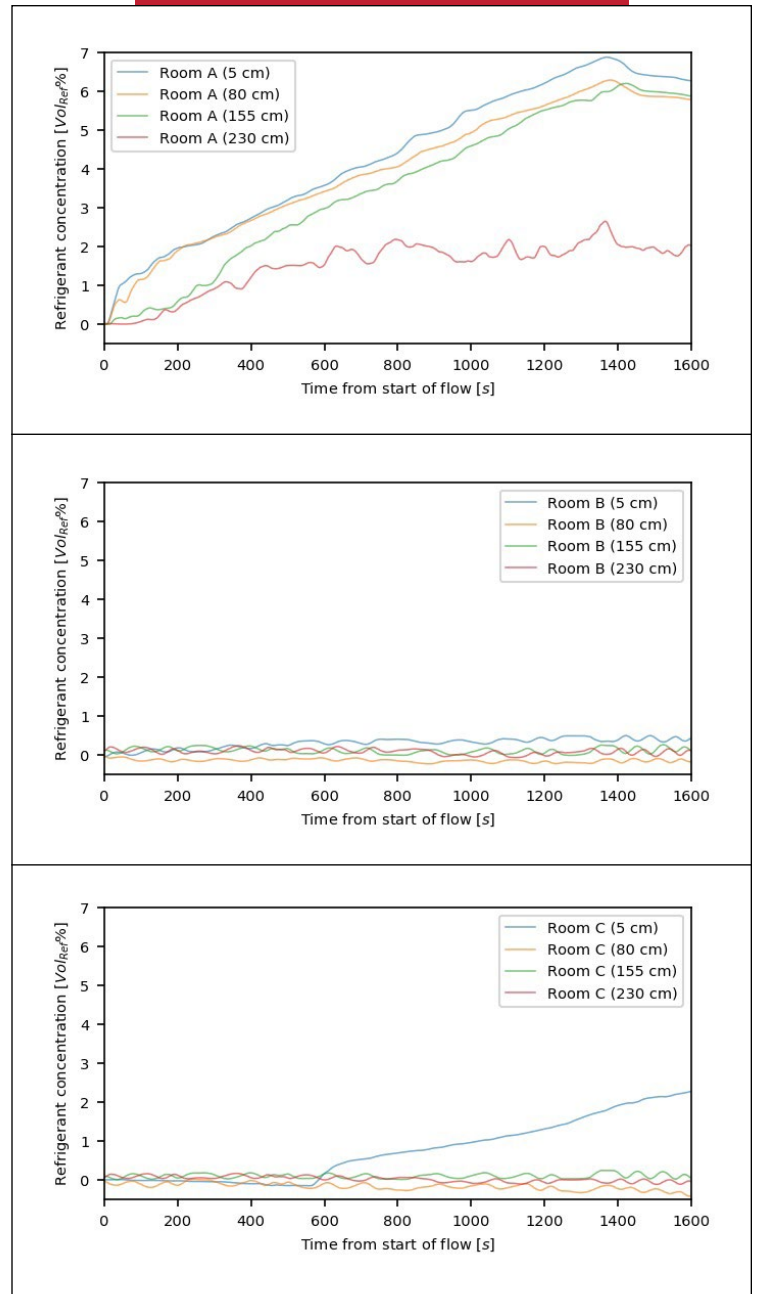 Refrigerant concentration [VolRef%]
7
6
5
4
3
2
1
0
Room A (5 cm)
Room A (80 cm)
Room A (155 cm)
Room A (230 cm)
0 200 400 600 800 1000 1200 1400 1600
Time from start of flow [s]
Refrigerant concentration [VolRef%]
7
6
5
4
3
2
1
0
Room B (5 cm)
Room B (80 cm)
Room B (155 cm)
Room B (230 cm)
0 200 400 600 800 1000 1200 1400 1600
Time from start of flow [s]
Refrigerant concentration [VolRef%]
7
6
5
4
3
2
1
0
Room C (5 cm)
Room C (80 cm)
Room C (155 cm)
Room C (230 cm)
0 200 400 600 800 1000 1200 1400 1600
Time from start of flow [s]